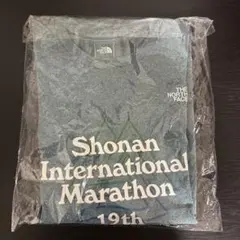 THE
NORTH
FACE
Shonan
International
Marathon
19th